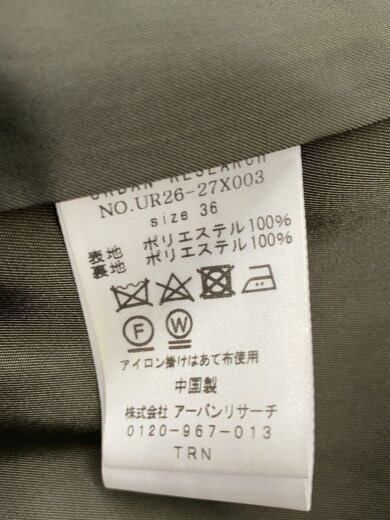 URBAN RESEARCH
NO.UR26-27X003
size 36
表地 ポリエステル100%
裏地 ポリエステル100%
F W
アイロン掛けはあて布使用
中国製
株式会社 アーバンリサーチ
0120-967-013
TRN